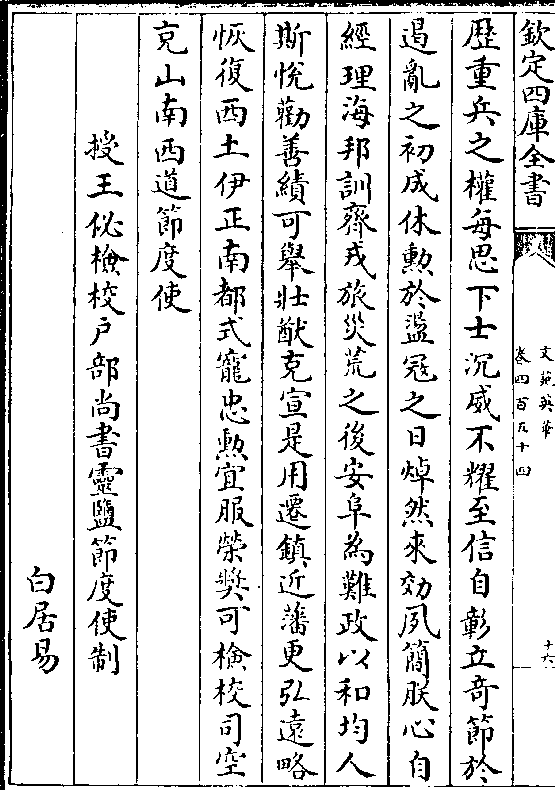 欽定四庫全書
文苑英華
卷四百五十四
十六
歴重兵之權每思下士沉威不耀至信自彰立竒節於
遏亂之初成休勲於盪冦之日焯然來効夙簡朕心自
經理海邦訓齊戎旅災荒之後安阜為難政以和均人
斯恱勸善績可舉壯猷克宣是用遷鎮近藩更弘逺略
恢復西土伊正南都式寵忠勲宜服榮奬可檢校司空
充山南西道節度使
授王佖檢校户部尚書靈鹽節度使制
白居易